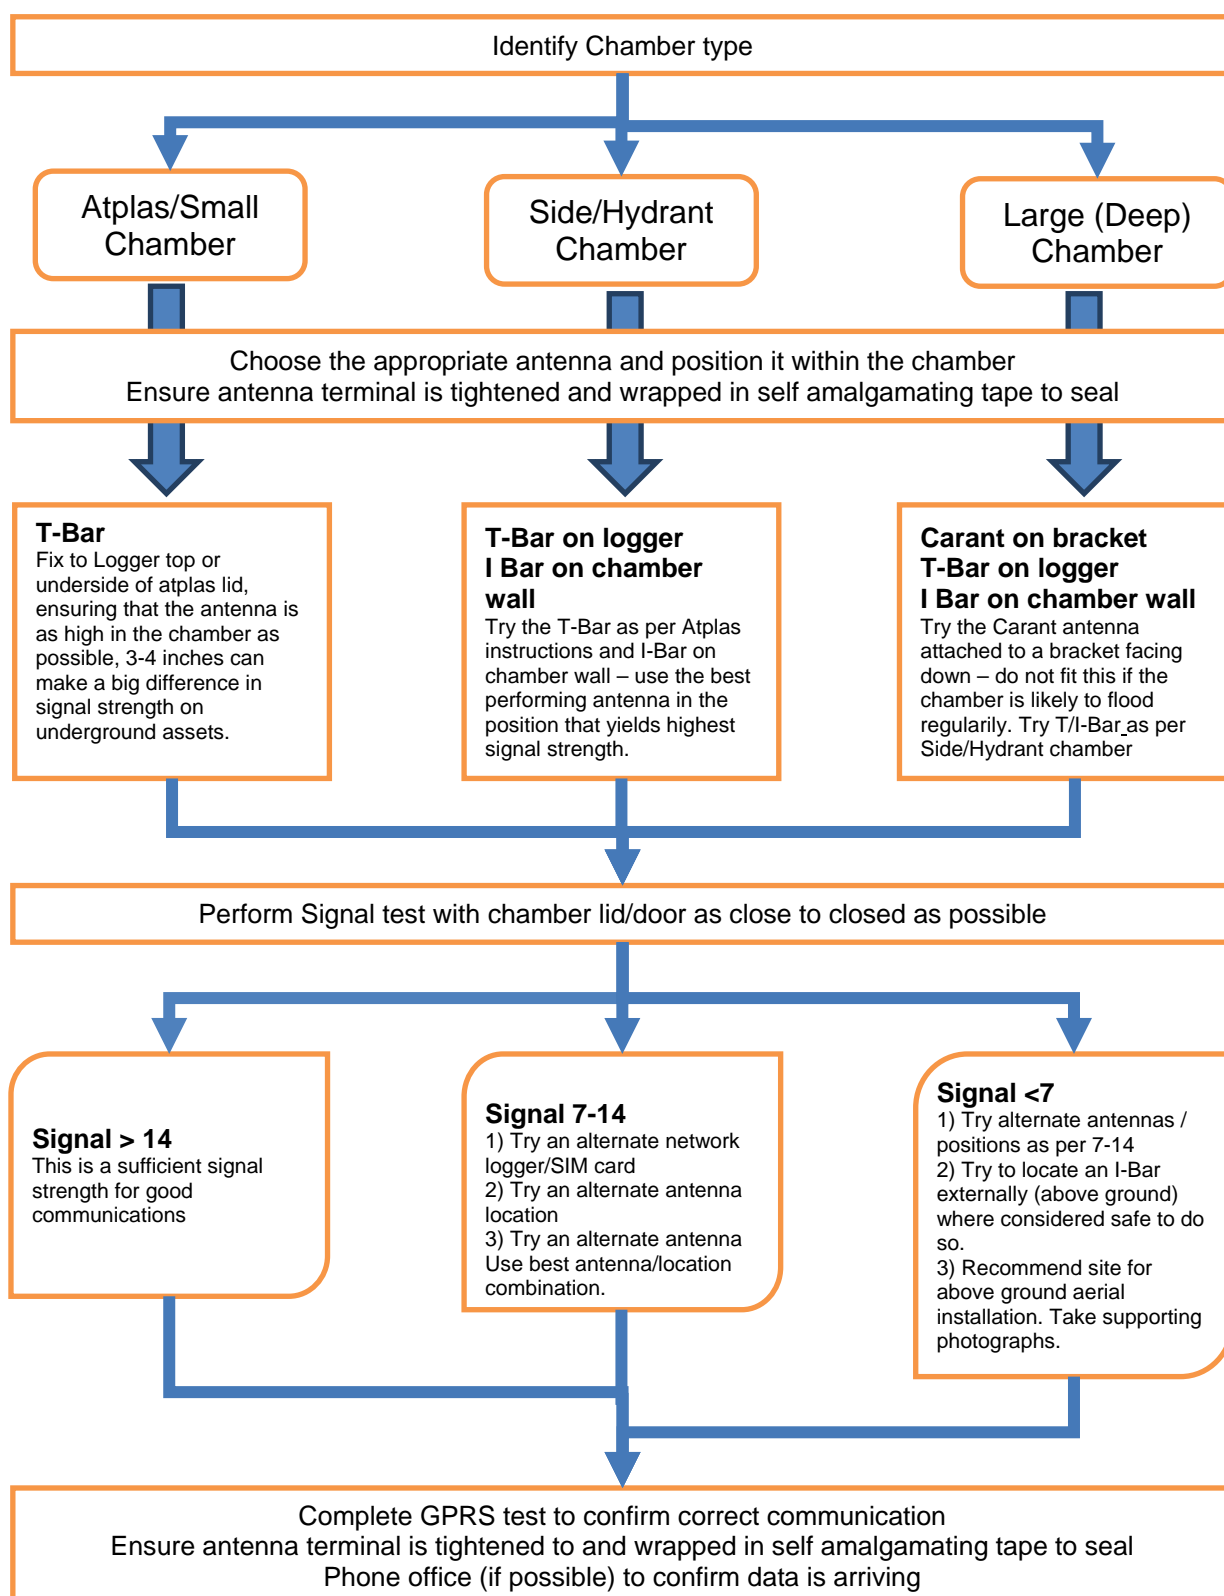 Identify Chamber type
Atplas/Small
Chamber
Side/Hydrant
Chamber
Large (Deep)
Chamber
Choose the appropriate antenna and position it within the chamber
Ensure antenna terminal is tightened and wrapped in self amalgamating tape to seal
T-Bar
Fix to Logger top or
underside of atplas lid,
ensuring that the antenna is
as high in the chamber as
possible, 3-4 inches can
make a big difference in
signal strength on
underground assets.
T-Bar on logger
I Bar on chamber
wall
Try the T-Bar as per Atplas
instructions and I-Bar on
chamber wall – use the best
performing antenna in the
position that yields highest
signal strength.
Carant on bracket
T-Bar on logger
I Bar on chamber wall
Try the Carant antenna
attached to a bracket facing
down – do not fit this if the
chamber is likely to flood
regularily. Try T/I-Bar as per
Side/Hydrant chamber
Perform Signal test with chamber lid/door as close to closed as possible
Signal > 14
This is a sufficient signal
strength for good
communications
Signal 7-14
1) Try an alternate network
logger/SIM card
2) Try an alternate antenna
location
3) Try an alternate antenna
Use best antenna/location
combination.
Signal <7
1) Try alternate antennas /
positions as per 7-14
2) Try to locate an I-Bar
externally (above ground)
where considered safe to do
so.
3) Recommend site for
above ground aerial
installation. Take supporting
photographs.
Complete GPRS test to confirm correct communication
Ensure antenna terminal is tightened to and wrapped in self amalgamating tape to seal
Phone office (if possible) to confirm data is arriving